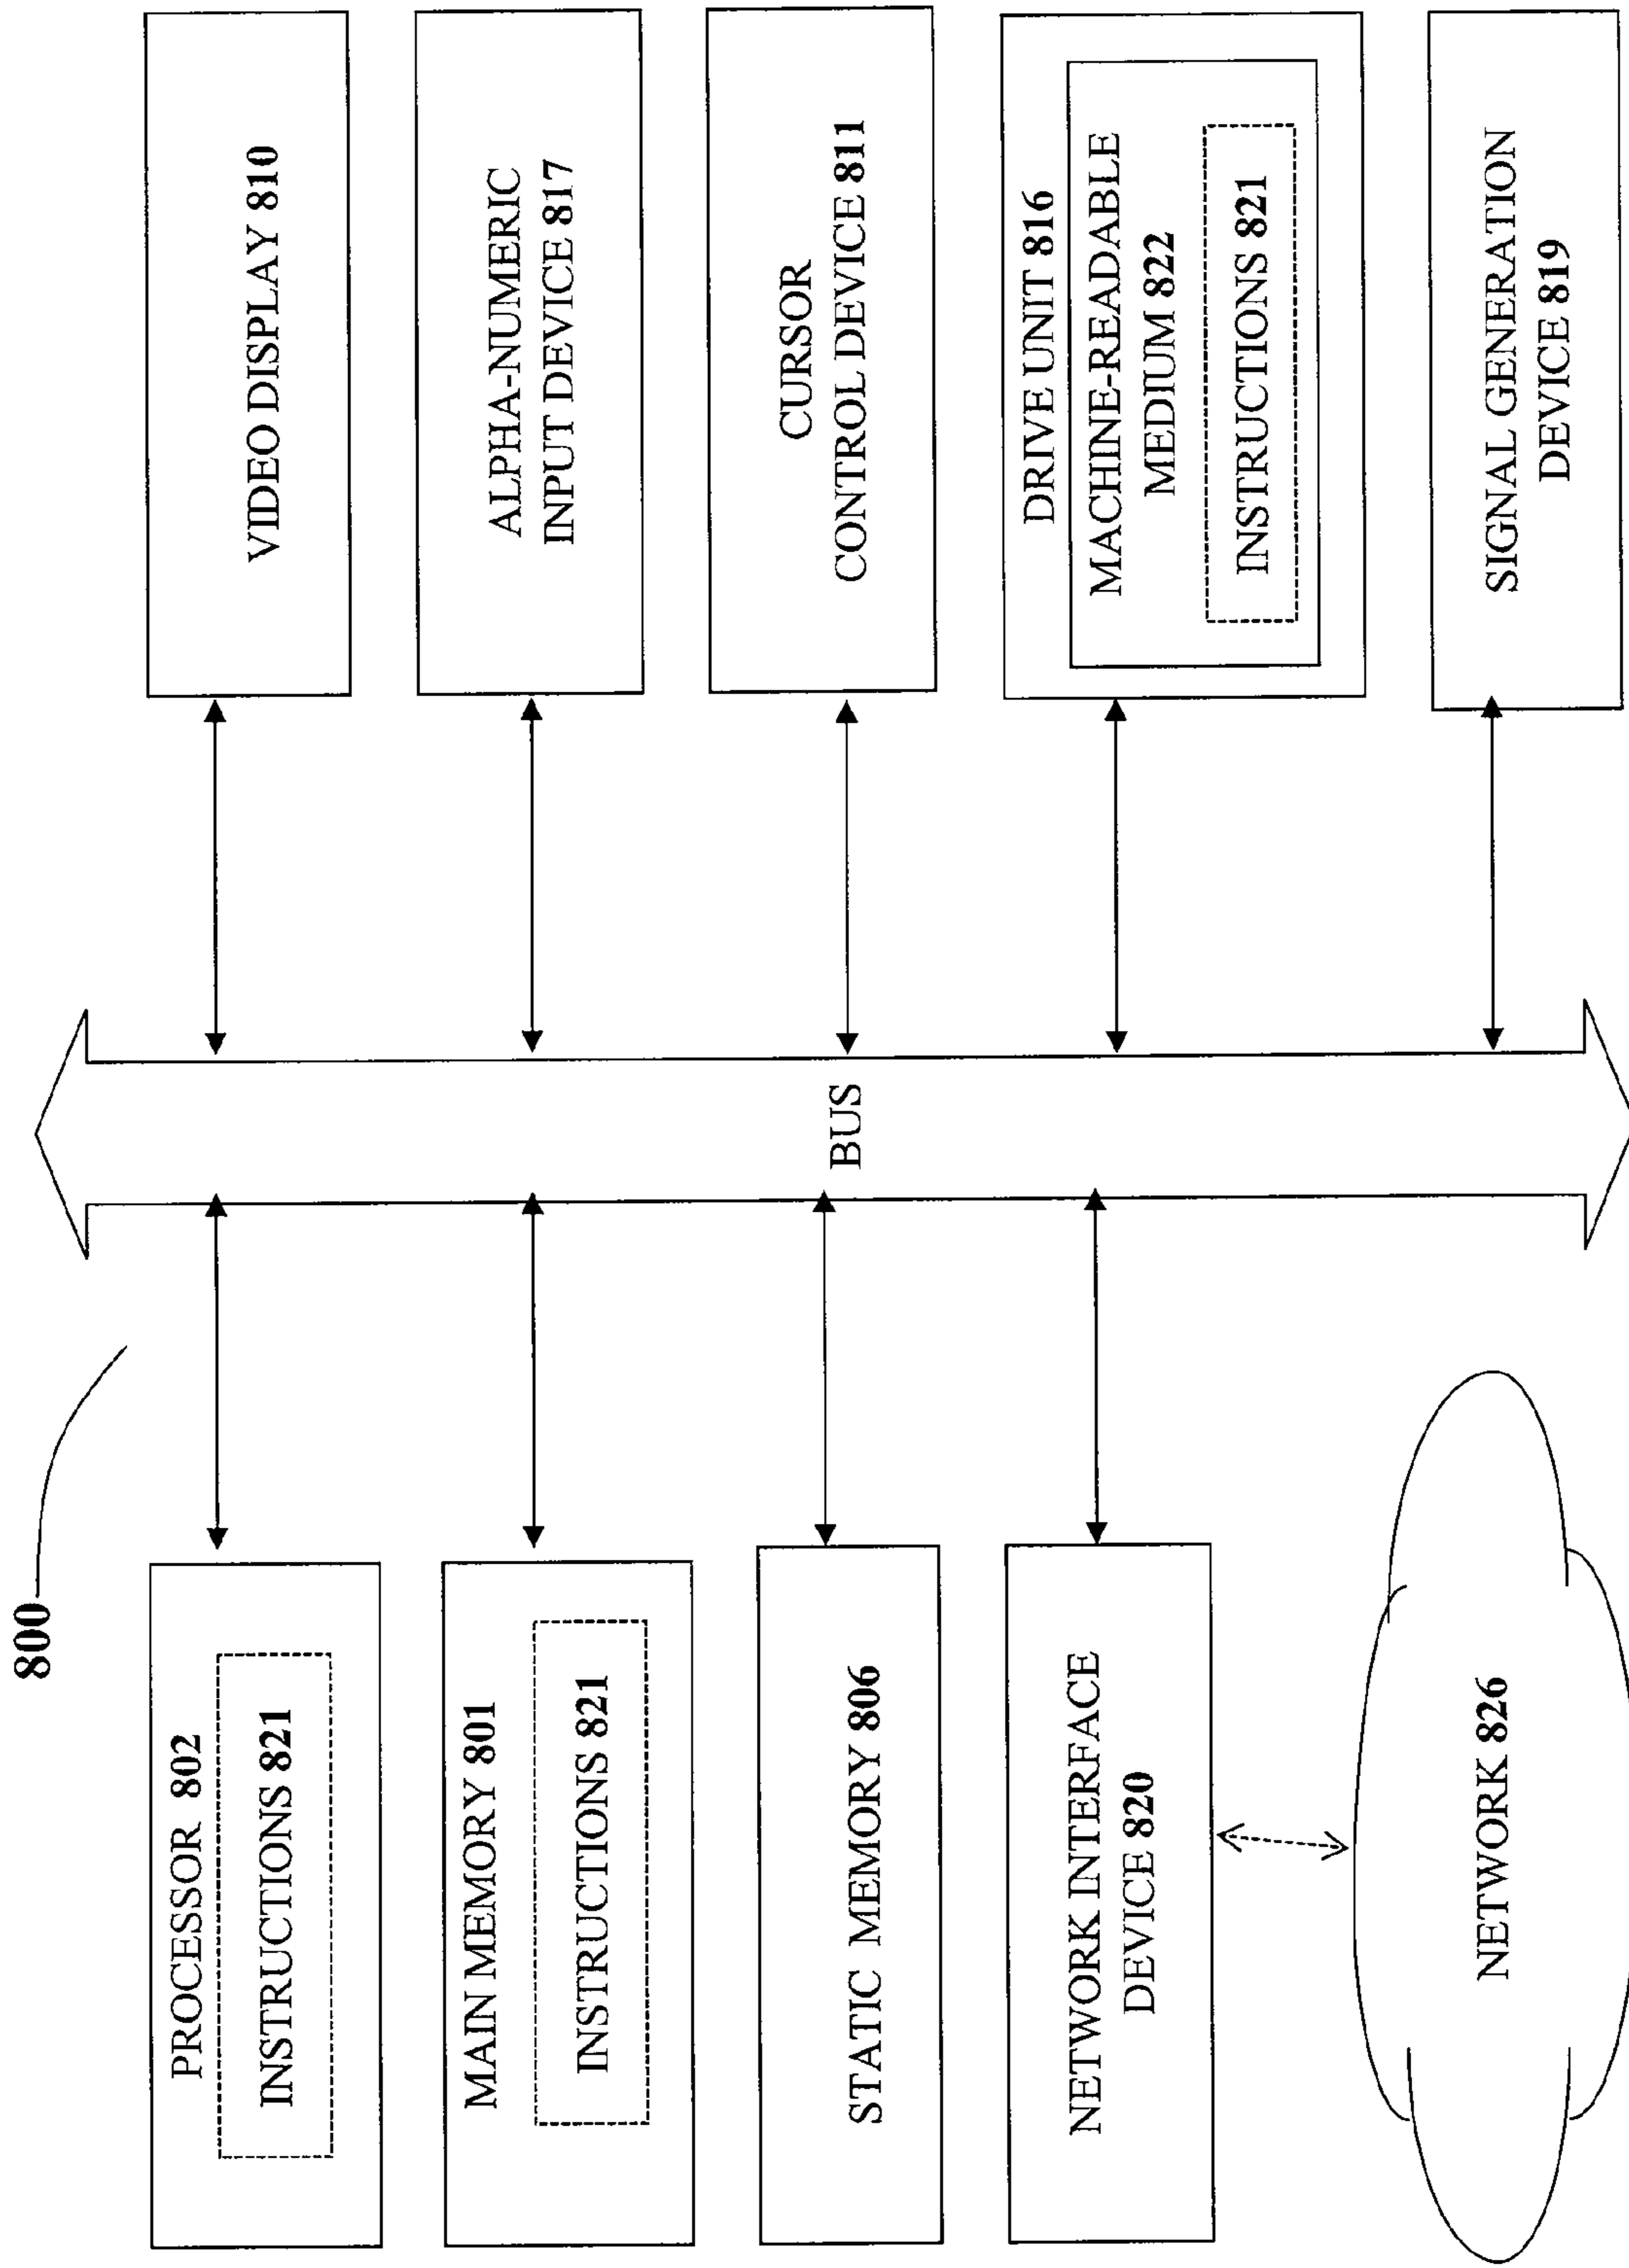 800
PROCESSOR 802
INSTRUCTIONS 821
MAIN MEMORY 801
INSTRUCTIONS 821
STATIC MEMORY 806
NETWORK INTERFACE
DEVICE 820
NETWORK 826
BUS
VIDEO DISPLAY 810
ALPHA-NUMERIC
INPUT DEVICE 817
CURSOR
CONTROL DEVICE 811
DRIVE UNIT 816
MACHINE-READABLE
MEDIUM 822
INSTRUCTIONS 821
SIGNAL GENERATION
DEVICE 819